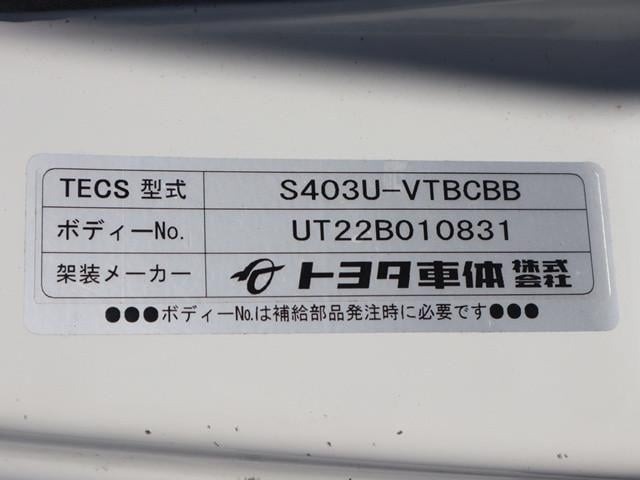 TECS 型式 S403U-VTBCBB
ボディーNo. UT22B010831
架装メーカー トヨタ車体株式会社
●●●ボディーNo.は補給部品発注時に必要です●●●